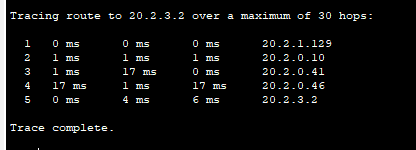 Tracing route to 20.2.3.2 over a maximum of 30 hops:
1 0 ms 0 ms 0 ms 20.2.1.129
2 1 ms 1 ms 1 ms 20.2.0.10
3 1 ms 17 ms 0 ms 20.2.0.41
4 17 ms 1 ms 17 ms 20.2.0.46
5 0 ms 4 ms 6 ms 20.2.3.2
Trace complete.